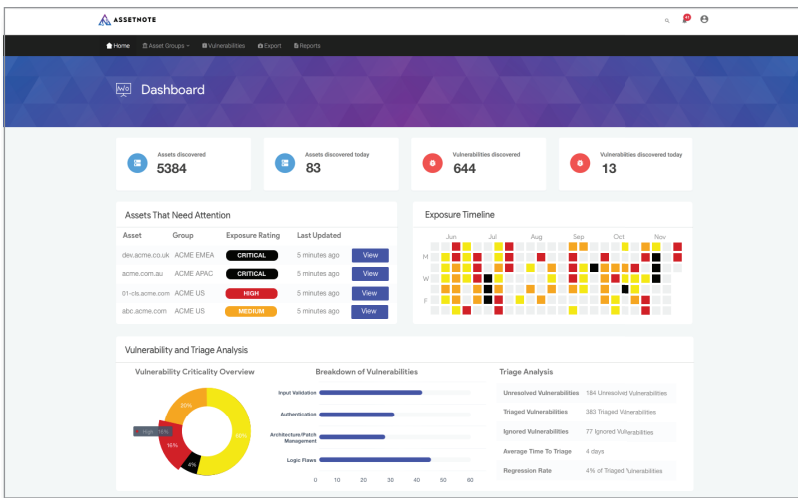 ASSETNOTE
Home Asset Groups Vulnerabilities Export Reports
Dashboard
Assets discovered
5384
Assets discovered today
83
Vulnerabilities discovered
644
Vulnerabilities discovered today
13
Assets That Need Attention
Asset Group Exposure Rating Last Updated
dev.acme.co.uk ACME EMEA CRITICAL 5 minutes ago View
acme.com.au ACME APAC CRITICAL 5 minutes ago View
01-cls.acme.com ACME US HIGH 5 minutes ago View
abc.acme.com ACME US MEDIUM 5 minutes ago View
Exposure Timeline
Jun Jul Aug Sep Oct Nov
M
W
F
Vulnerability and Triage Analysis
Vulnerability Criticality Overview
20%
High: 16%
16%
4%
Breakdown of Vulnerabilities
Input Validation
Authentication
Architecture/Patch
Management
Logic Flaws
0 10 20 30 40 50 60
Triage Analysis
Unresolved Vulnerabilities 184 Unresolved Vulnerabilities
Triaged Vulnerabilities 383 Triaged Vulnerabilities
Ignored Vulnerabilities 77 Ignored Vulnerabilities
Average Time To Triage 4 days
Regression Rate 4% of Triaged Vulnerabilities